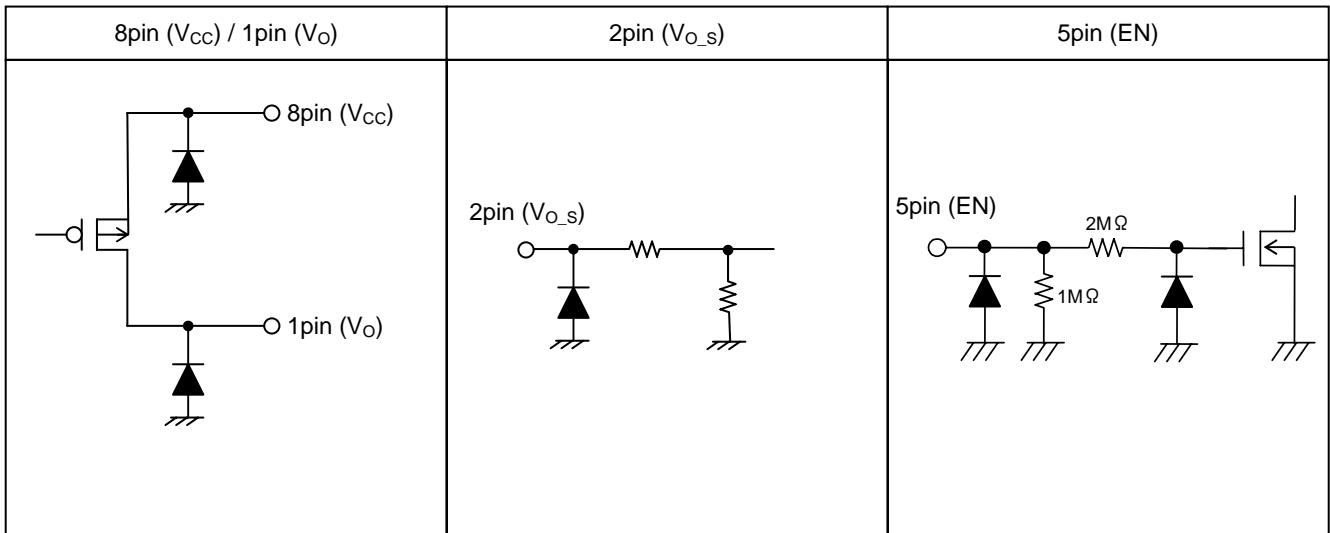 8pin (VCC) / 1pin (VO)
2pin (VO_S)
5pin (EN)
8pin (VCC)
1pin (VO)
2pin (VO_S)
5pin (EN)
2MΩ
1MΩ